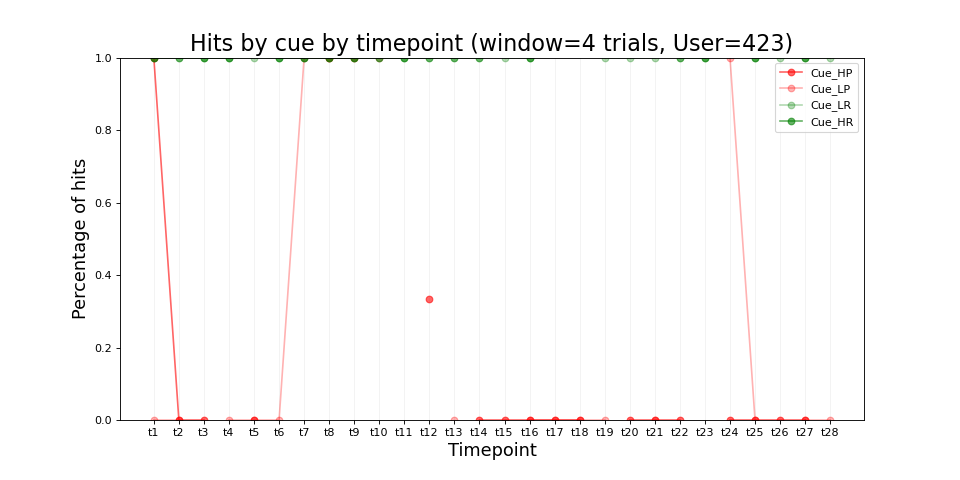 Hits by cue by timepoint (window=4 trials, User=423)
Percentage of hits
1.0
0.8
0.6
0.4
0.2
0.0
Cue_HP
Cue_LP
Cue_LR
Cue_HR
t1 t2 t3 t4 t5 t6 t7 t8 t9 t10 t11 t12 t13 t14 t15 t16 t17 t18 t19 t20 t21 t22 t23 t24 t25 t26 t27 t28
Timepoint